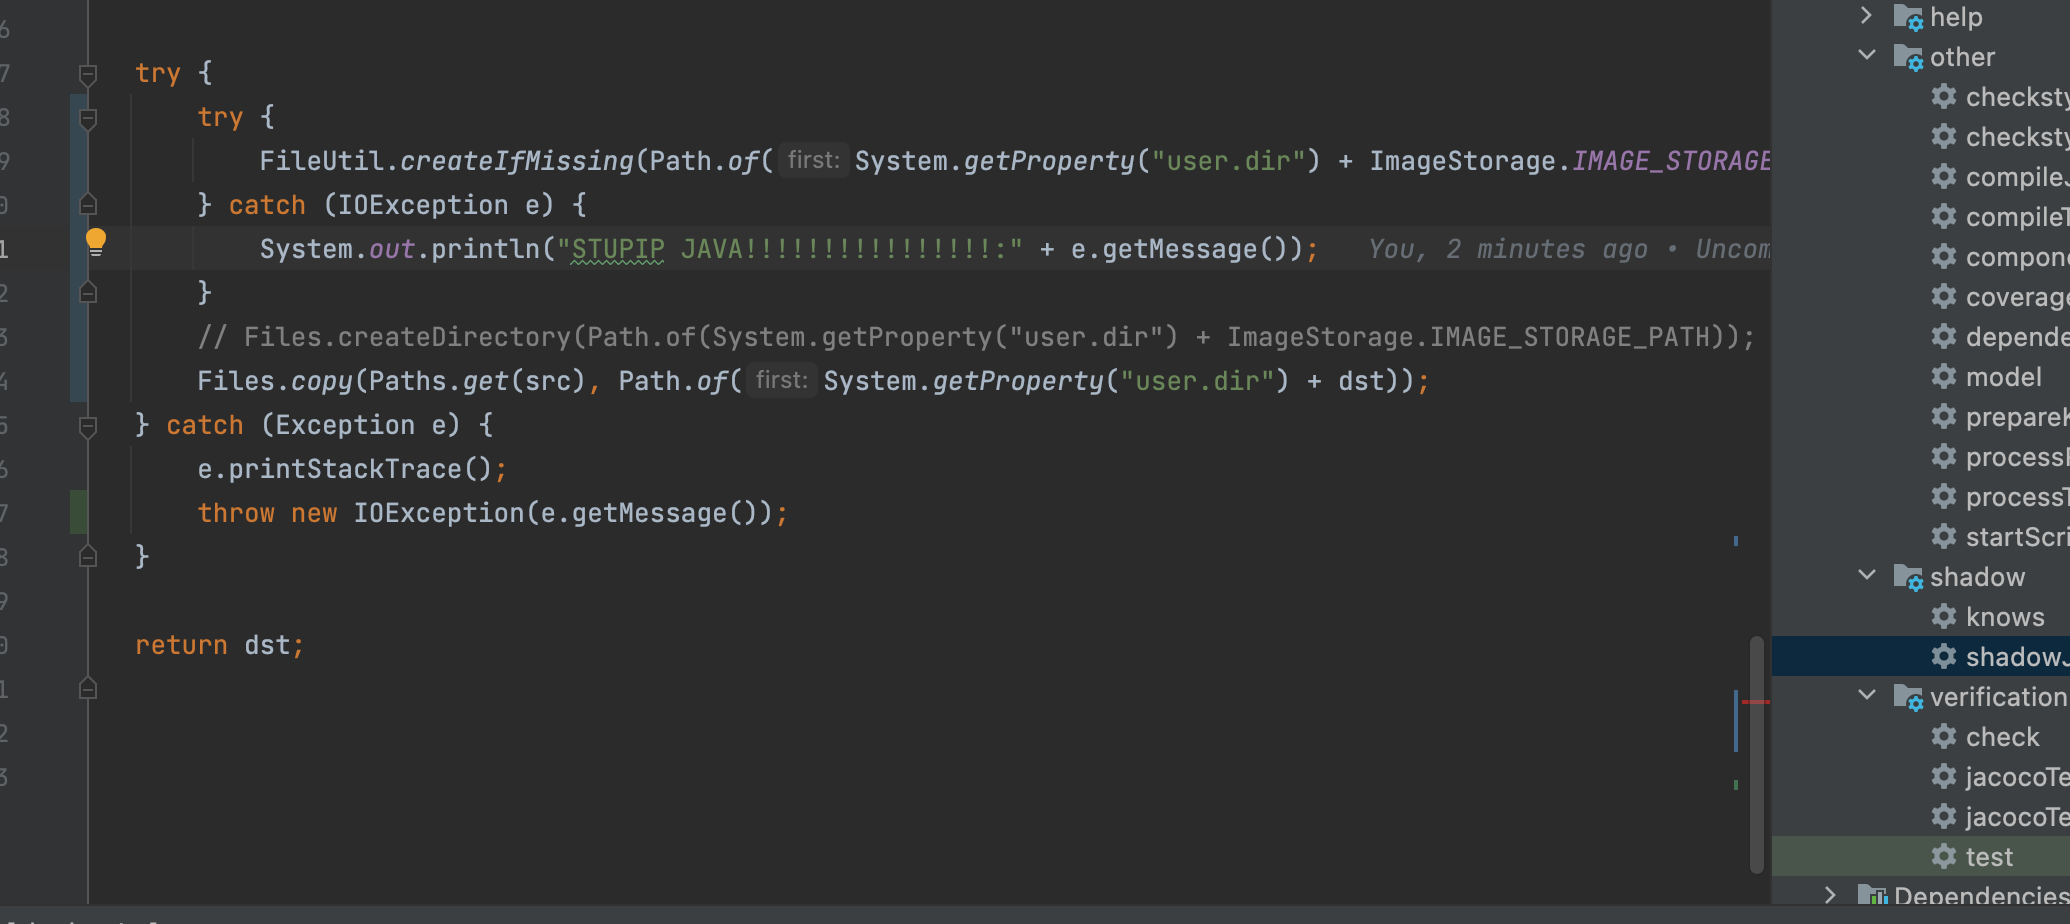 try {
try {
FileUtil.createIfMissing(Path.of( first: System.getProperty("user.dir") + ImageStorage.IMAGE_STORAGE
} catch (IOException e) {
System.out.println("STUPIP JAVA!!!!!!!!!!!!!!!!:" + e.getMessage()); You, 2 minutes ago • Uncom
}
// Files.createDirectory(Path.of(System.getProperty("user.dir") + ImageStorage.IMAGE_STORAGE_PATH));
Files.copy(Paths.get(src), Path.of( first: System.getProperty("user.dir") + dst));
} catch (Exception e) {
e.printStackTrace();
throw new IOException(e.getMessage());
}
return dst;
help
other
checksty
checksty
compileJ
compileT
compone
coverage
depende
model
prepareK
process
processT
startScri
shadow
knows
shadowJ
verification
check
jacocoTe
jacocoTe
test
Dependencies